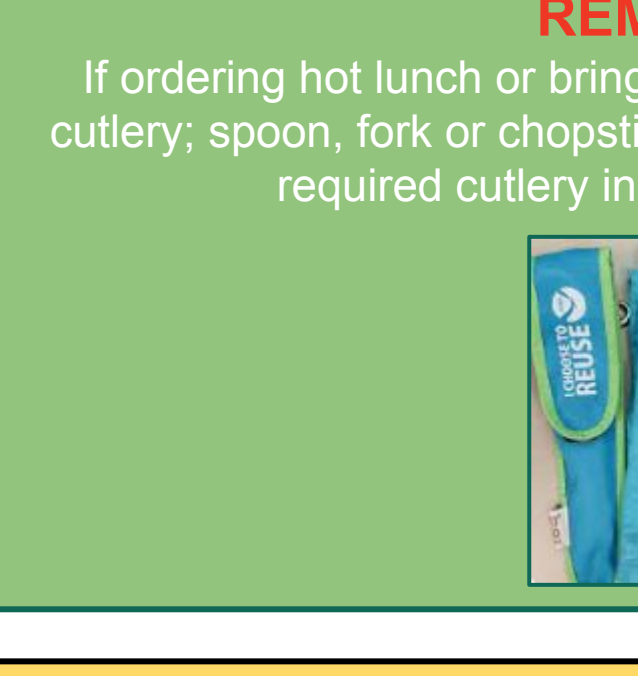 REM
If ordering hot lunch or bring
cutlery; spoon, fork or chopsti
required cutlery in
I CHOOSE TO
REUSE